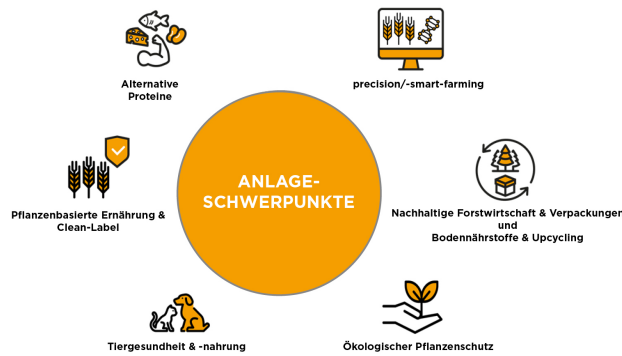 Alternative
Proteine
precision/-smart-farming
ANLAGE-
SCHWERPUNKTE
Pflanzenbasierte Ernährung &
Clean-Label
Nachhaltige Forstwirtschaft & Verpackungen
und
Bodennährstoffe & Upcycling
Tiergesundheit & -nahrung
Ökologischer Pflanzenschutz